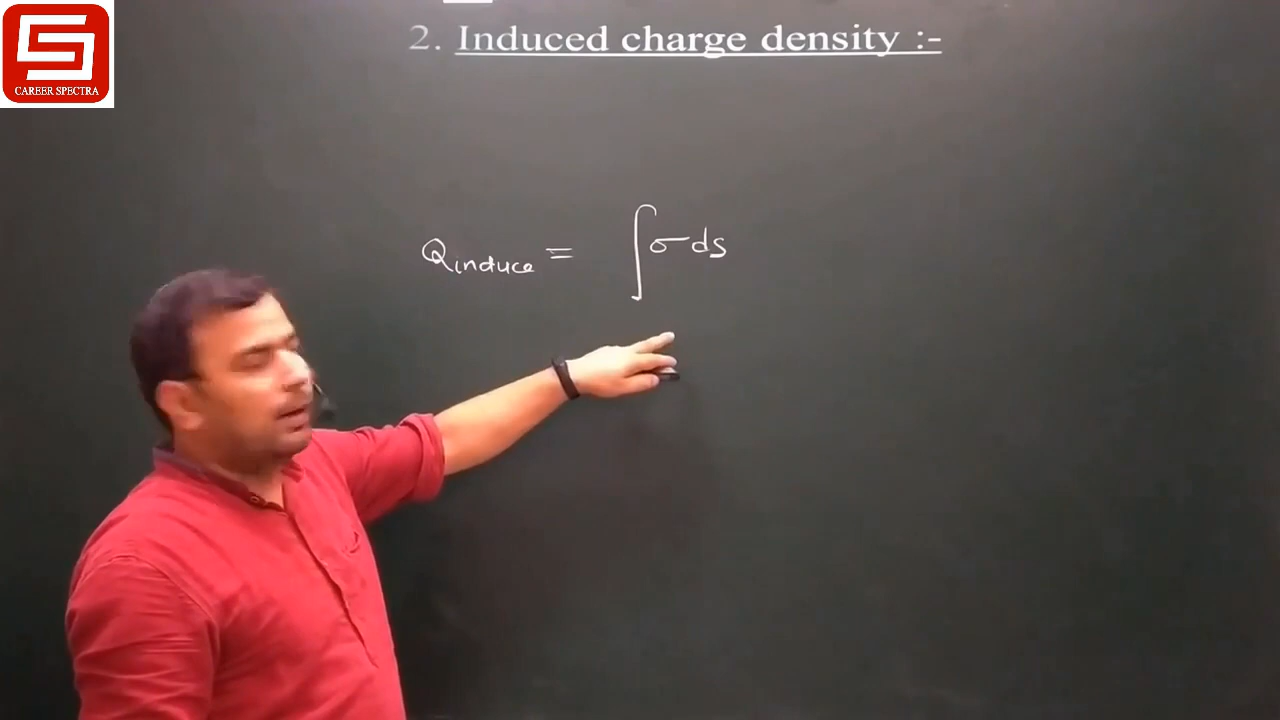 CAREER SPECTRA
2. Induced charge density :-
Qinduce = ∫σ ds